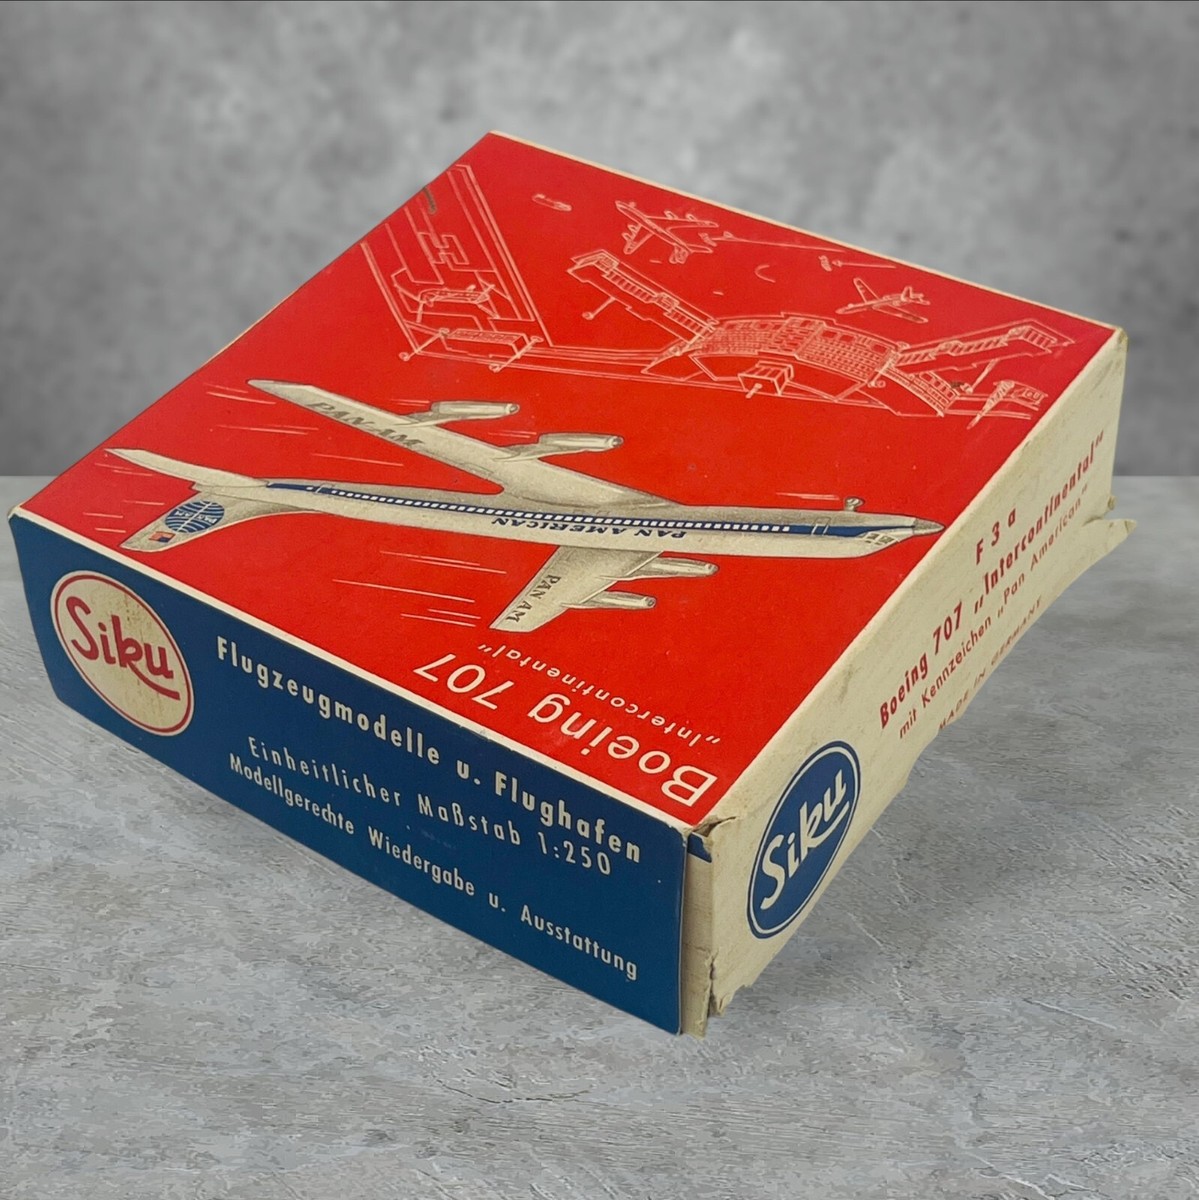 Boeing 707
„Intercontinental“
PAN AM
PAN AMERICAN
PAN AM
Siku
Flugzeugmodelle u. Flughafen
Einheitlicher Maßstab 1:250
Modellgerechte Wiedergabe u. Ausstattung
F 3 a
Boeing 707 „Intercontinental“
mit Kennzeichen „Pan American“
MADE IN GERMANY
Siku